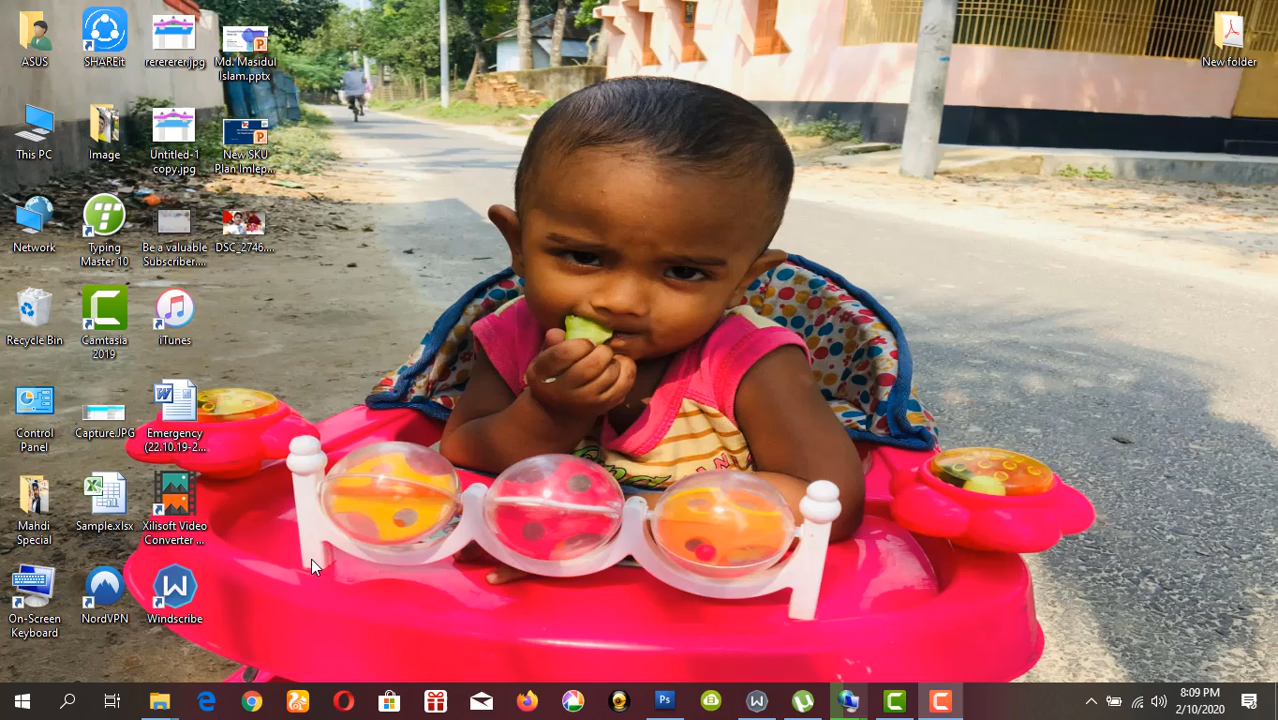 ASUS
SHAREit
rerererer.jpg
Md. Masidul
Islam.pptx
New folder
This PC
Image
Untitled-1
copy.jpg
New SKU
Plan Imlep...
Network
Typing
Master 10
Be a valuable
Subscriber....
DSC_2746....
Recycle Bin
Camtasia
2019
iTunes
Control
Panel
Capture.JPG
Emergency
(22.10.19-2...
Mahdi
Special
Sample.xlsx
Xilisoft Video
Converter ...
On-Screen
Keyboard
NordVPN
Windscribe
8:09 PM
2/10/2020